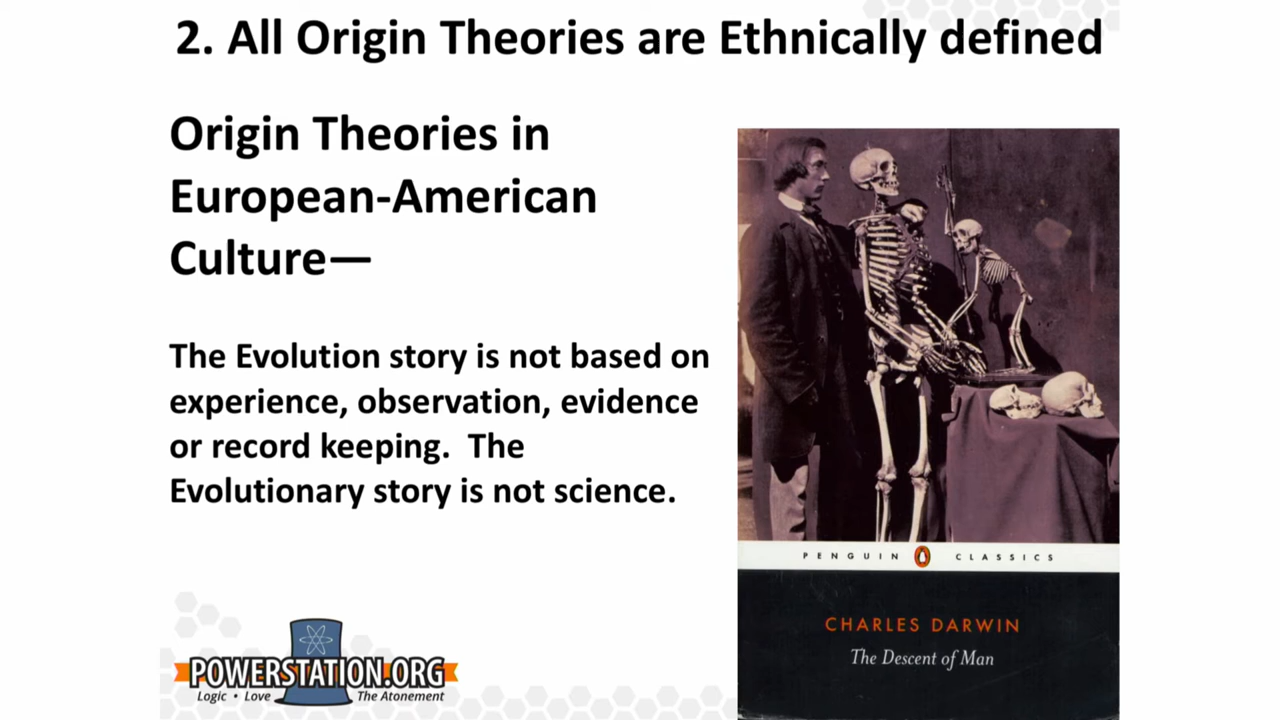 2. All Origin Theories are Ethnically defined
Origin Theories in
European-American
Culture—
The Evolution story is not based on
experience, observation, evidence
or record keeping.  The
Evolutionary story is not science.
PENGUIN CLASSICS
CHARLES DARWIN
The Descent of Man
POWERSTATION.ORG
Logic • Love The Atonement